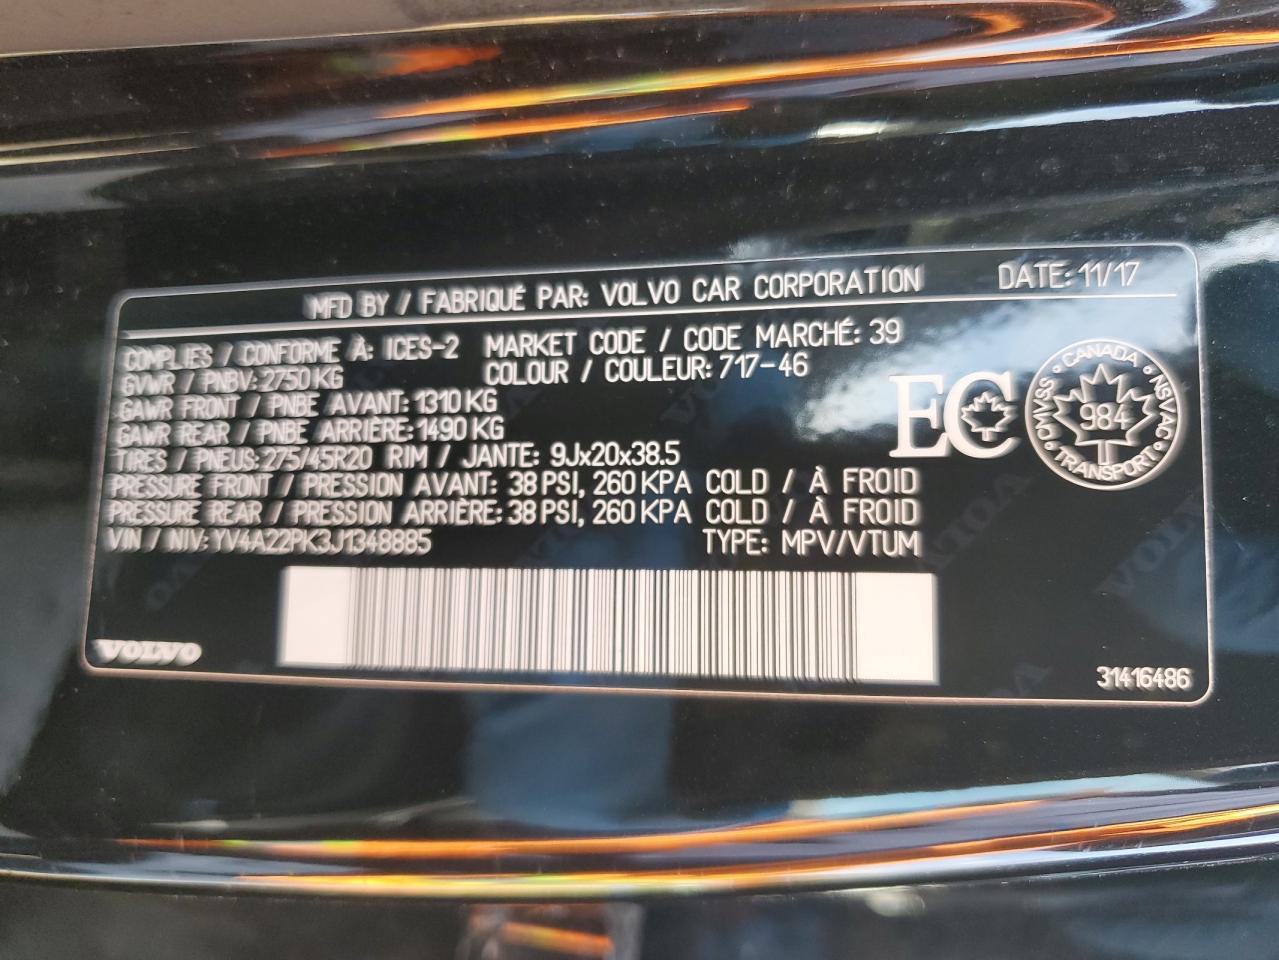 MFD BY / FABRIQUÉ PAR: VOLVO CAR CORPORATION DATE: 11/17
COMPLIES / CONFORME À: ICES-2 MARKET CODE / CODE MARCHÉ: 39
GVWR / PNBV: 2750 KG COLOUR / COULEUR: 717-46
GAWR FRONT / PNBE AVANT: 1310 KG
GAWR REAR / PNBE ARRIÈRE: 1490 KG
TIRES / PNEUS: 275/45R20 RIM / JANTE: 9Jx20x38.5
PRESSURE FRONT / PRESSION AVANT: 38 PSI, 260 KPA COLD / À FROID
PRESSURE REAR / PRESSION ARRIÈRE: 38 PSI, 260 KPA COLD / À FROID
VIN / NIV: YV4A22PK3J1348885 TYPE: MPV/VTUM
EC
CANADA
NSVAC
984
CMVSS
TRANSPORT
VOLVO
31416486